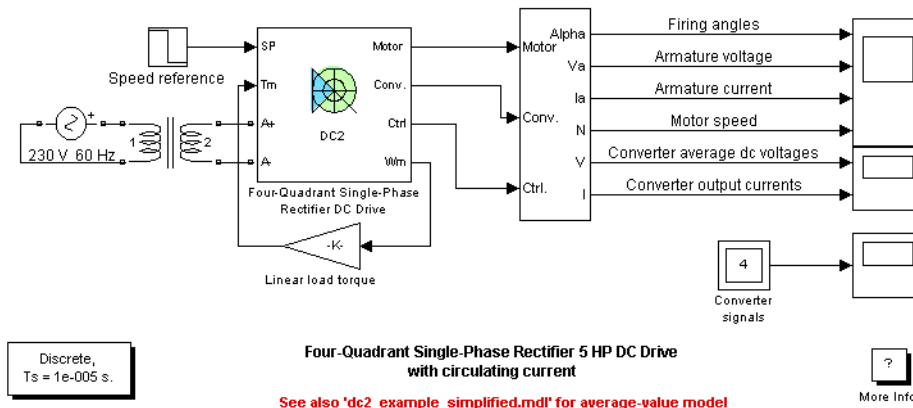 Speed reference
SP
Tm
A+
A-
Motor
Conv.
Ctrl
Wm
DC2
Four-Quadrant Single-Phase
Rectifier DC Drive
230 V 60 Hz
+
1
2
-K-
Linear load torque
Motor
Conv.
Ctrl.
Alpha
Va
Ia
N
V
I
Firing angles
Armature voltage
Armature current
Motor speed
Converter average dc voltages
Converter output currents
4
Converter
signals
Discrete,
Ts = 1e-005 s.
Four-Quadrant Single-Phase Rectifier 5 HP DC Drive
with circulating current
See also 'dc2_example_simplified.mdl' for average-value model
?
More Info